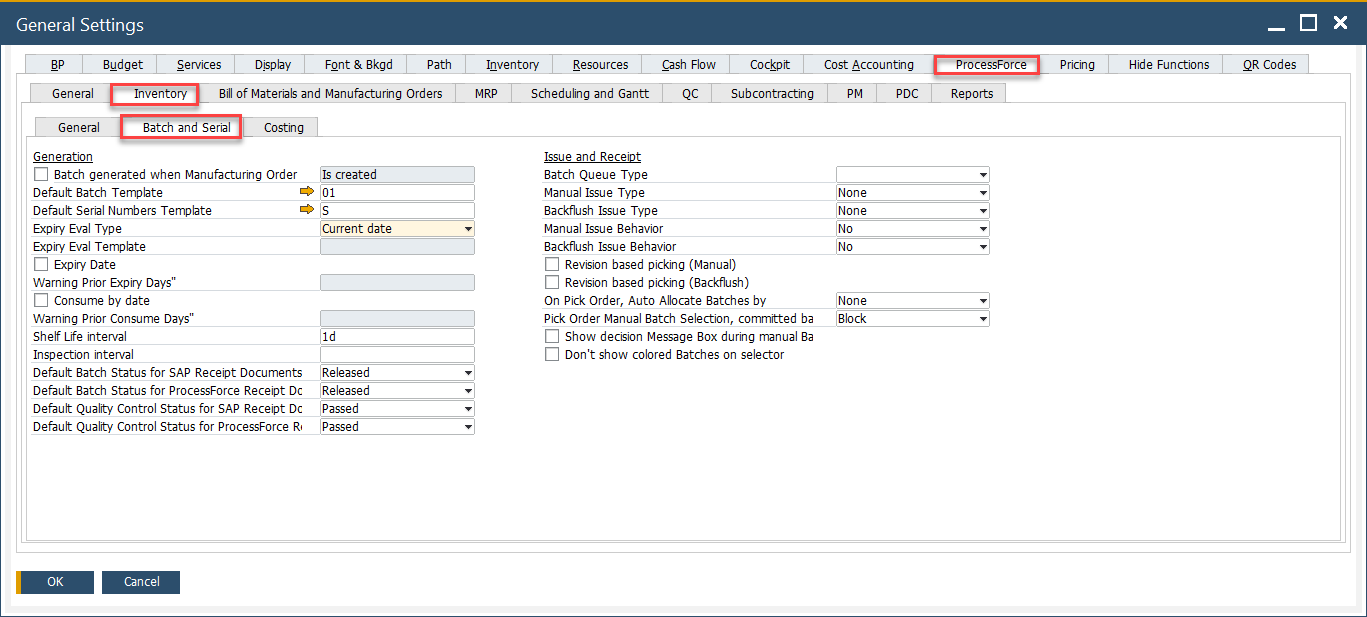 General Settings
BP Budget Services Display Font & Bkgd Path Inventory Resources Cash Flow Cockpit Cost Accounting ProcessForce Pricing Hide Functions QR Codes
General Inventory Bill of Materials and Manufacturing Orders MRP Scheduling and Gantt QC Subcontracting PM PDC Reports
General Batch and Serial Costing
Generation
Batch generated when Manufacturing Order Is created
Default Batch Template 01
Default Serial Numbers Template S
Expiry Eval Type Current date
Expiry Eval Template
Expiry Date
Warning Prior Expiry Days"
Consume by date
Warning Prior Consume Days"
Shelf Life interval 1d
Inspection interval
Default Batch Status for SAP Receipt Documents Released
Default Batch Status for ProcessForce Receipt Dc Released
Default Quality Control Status for SAP Receipt Dc Passed
Default Quality Control Status for ProcessForce Re Passed
Issue and Receipt
Batch Queue Type
Manual Issue Type None
Backflush Issue Type None
Manual Issue Behavior No
Backflush Issue Behavior No
Revision based picking (Manual)
Revision based picking (Backflush)
On Pick Order, Auto Allocate Batches by None
Pick Order Manual Batch Selection, committed ba Block
Show decision Message Box during manual Ba
Don't show colored Batches on selector
OK Cancel